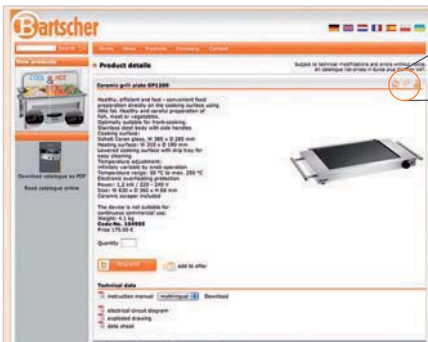 Bartscher
Search
Home News Products Company Contact
New products
Product details
Subject to technical modifications and errors without notice.
All catalogue net-prices in Euros plus
VAT.
Ceramic grill plate GP1200
COOL & HOT
Healthy, efficient and fast - convenient food
preparation directly on the cooking surface using
little fat. Healthy and careful preparation of
fish, meat or vegetables.
Optimally suitable for front-cooking.
Stainless steel body with side handles
Cooking surface:
Schott Ceran glass, W 385 x D 265 mm
Heating surface: W 310 x D 190 mm
Lowered cooking surface with drip tray for
easy cleaning
Temperature adjustment:
infinitely variable by knob operation
Temperature range: 50 °C to max. 250 °C
Electronic overheating protection
Power: 1,2 kW / 220 - 240 V
Size: W 630 x D 360 x H 68 mm
Ceramic scraper included
Download catalogue as PDF
Read catalogue online
The device is not suitable for
continuous commercial use.
Weight: 4,1 kg
Code-No. 104902
Price 175.00 €
Quantity
request
add to offer
Technical data
instruction manual multilingual Download
electrical circuit diagram
exploded drawing
data sheet